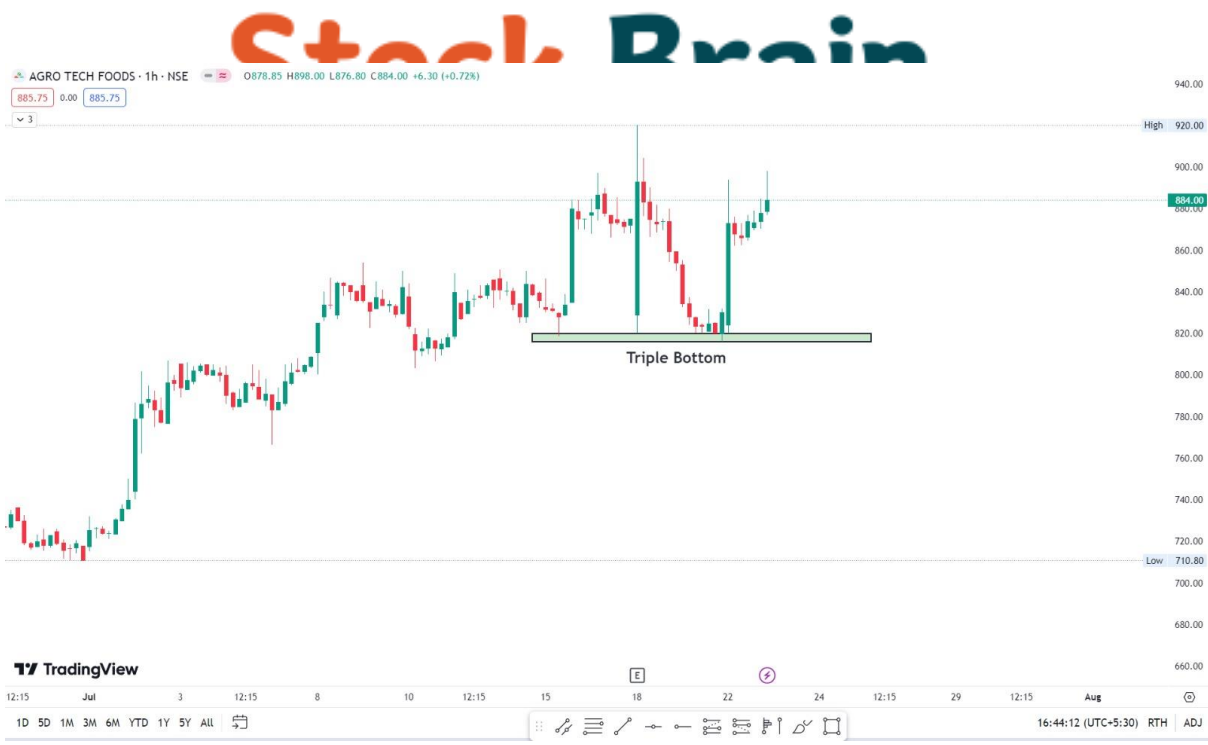 Stock Brain
AGRO TECH FOODS · 1h · NSE O878.85 H898.00 L876.80 C884.00 +6.30 (+0.72%)
885.75 0.00 885.75
3
940.00
High 920.00
900.00
884.00
880.00
860.00
840.00
820.00
Triple Bottom
800.00
780.00
760.00
740.00
720.00
Low 710.80
700.00
680.00
660.00
TradingView
E
12:15 Jul 3 12:15 8 10 12:15 15 18 22 24 12:15 29 12:15 Aug
1D 5D 1M 3M 6M YTD 1Y 5Y All 16:44:12 (UTC+5:30) RTH ADJ